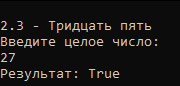 2.3 - Тридцать пять
Введите целое число:
27
Результат: True